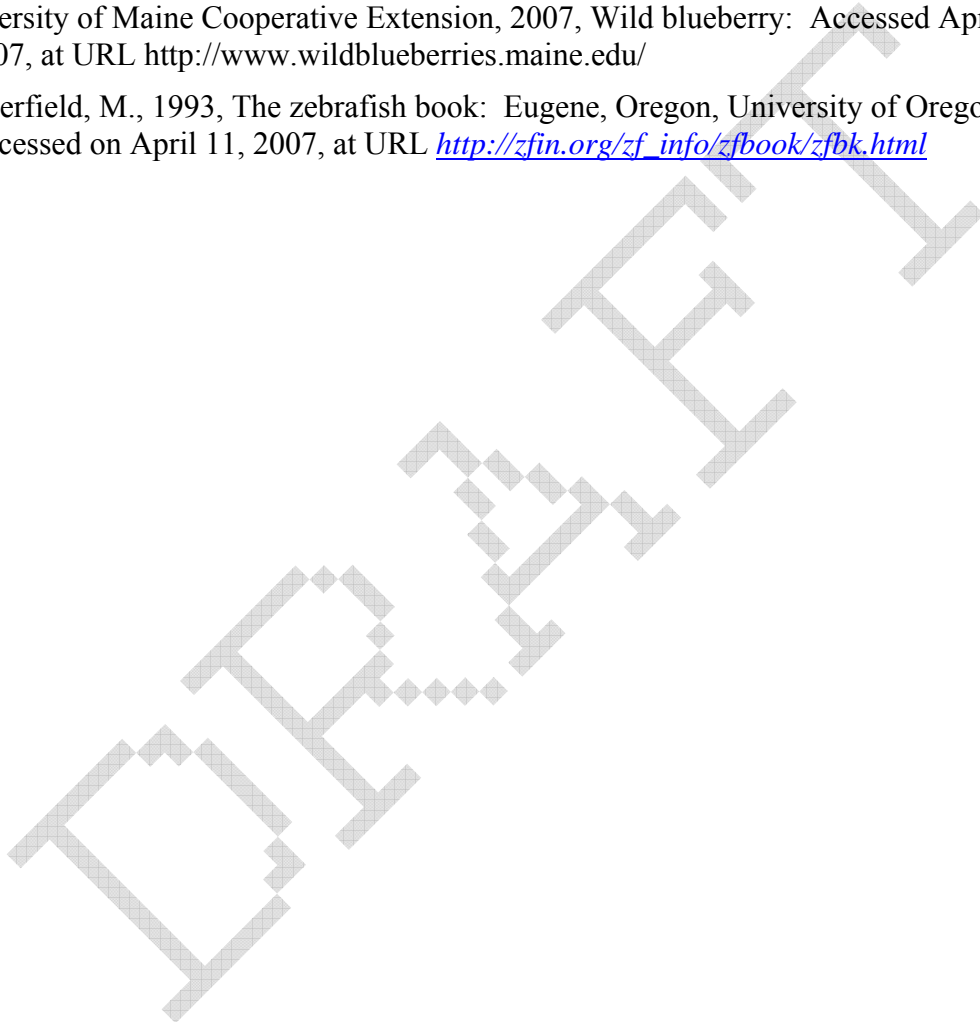 ersity of Maine Cooperative Extension, 2007, Wild blueberry:  Accessed Ap
07, at URL http://www.wildblueberries.maine.edu/
erfield, M., 1993, The zebrafish book:  Eugene, Oregon, University of Orego
cessed on April 11, 2007, at URL http://zfin.org/zf_info/zfbook/zfbk.html
DRAFT